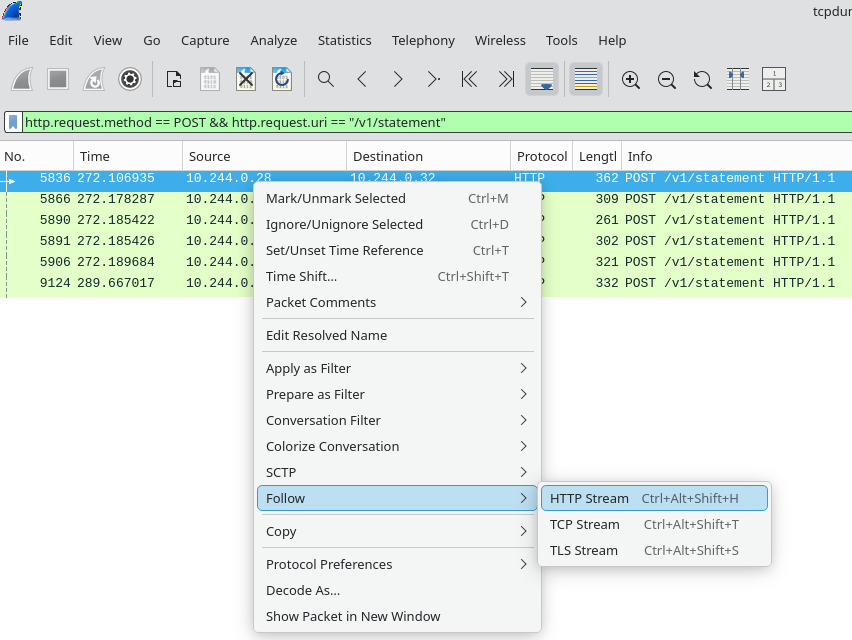 tcpdur
File Edit View Go Capture Analyze Statistics Telephony Wireless Tools Help
http.request.method == POST && http.request.uri == "/v1/statement"
No. Time Source Destination Protocol Lengtl Info
5836 272.106935 10.244.0.28 10.244.0.32 HTTP 362 POST /v1/statement HTTP/1.1
5866 272.178287 10.244.0. 309 POST /v1/statement HTTP/1.1
5890 272.185422 10.244.0. 261 POST /v1/statement HTTP/1.1
5891 272.185426 10.244.0. 302 POST /v1/statement HTTP/1.1
5906 272.189684 10.244.0. 321 POST /v1/statement HTTP/1.1
9124 289.667017 10.244.0. 332 POST /v1/statement HTTP/1.1
Mark/Unmark Selected Ctrl+M
Ignore/Unignore Selected Ctrl+D
Set/Unset Time Reference Ctrl+T
Time Shift... Ctrl+Shift+T
Packet Comments
Edit Resolved Name
Apply as Filter
Prepare as Filter
Conversation Filter
Colorize Conversation
SCTP
Follow
HTTP Stream Ctrl+Alt+Shift+H
TCP Stream Ctrl+Alt+Shift+T
TLS Stream Ctrl+Alt+Shift+S
Copy
Protocol Preferences
Decode As...
Show Packet in New Window